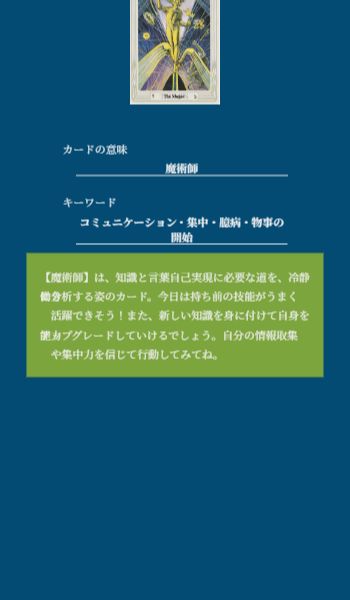 I The Magus ☿
カードの意味
魔術師
キーワード
コミュニケーション・集中・臆病・物事の
開始
【魔術師】は、知識と言葉自己実現に必要な道を、冷静
分析する姿のカード。今日は持ち前の技能がうまく
活躍できそう！また、新しい知識を身に付けて自身を
プグレードしていけるでしょう。自分の情報取集
や集中力を信じて行動してみてね。